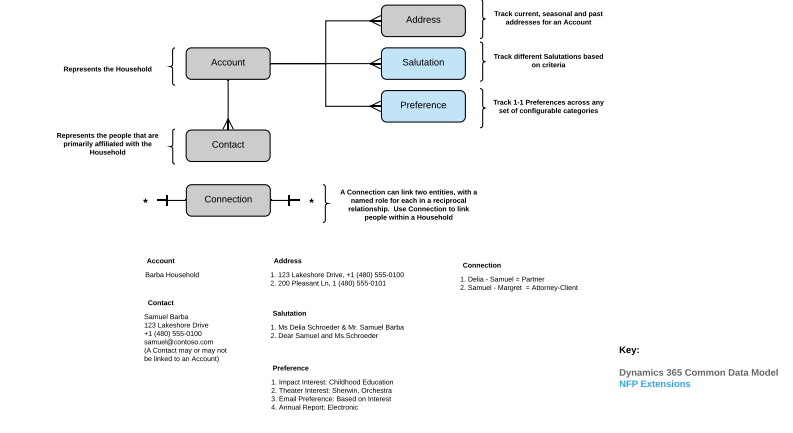 Address
Track current, seasonal and past
addresses for an Account
Account
Represents the Household
Salutation
Track different Salutations based
on criteria
Preference
Track 1-1 Preferences across any
set of configurable categories
Represents the people that are
primarily affiliated with the
Household
Contact
* Connection *
A Connection can link two entities, with a
named role for each in a reciprocal
relationship. Use Connection to link
people within a Household
Account
Barba Household
Contact
Samuel Barba
123 Lakeshore Drive
+1 (480) 555-0100
samuel@contoso.com
(A Contact may or may not
be linked to an Account)
Address
1. 123 Lakeshore Drive, +1 (480) 555-0100
2. 200 Pleasant Ln, 1 (480) 555-0101
Salutation
1. Ms Delia Schroeder & Mr. Samuel Barba
2. Dear Samuel and Ms.Schroeder
Preference
1. Impact Interest: Childhood Education
2. Theater Interest: Sherwin, Orchestra
3. Email Preference: Based on Interest
4. Annual Report: Electronic
Connection
1. Delia - Samuel = Partner
2. Samuel - Margret = Attorney-Client
Key:
Dynamics 365 Common Data Model
NFP Extensions